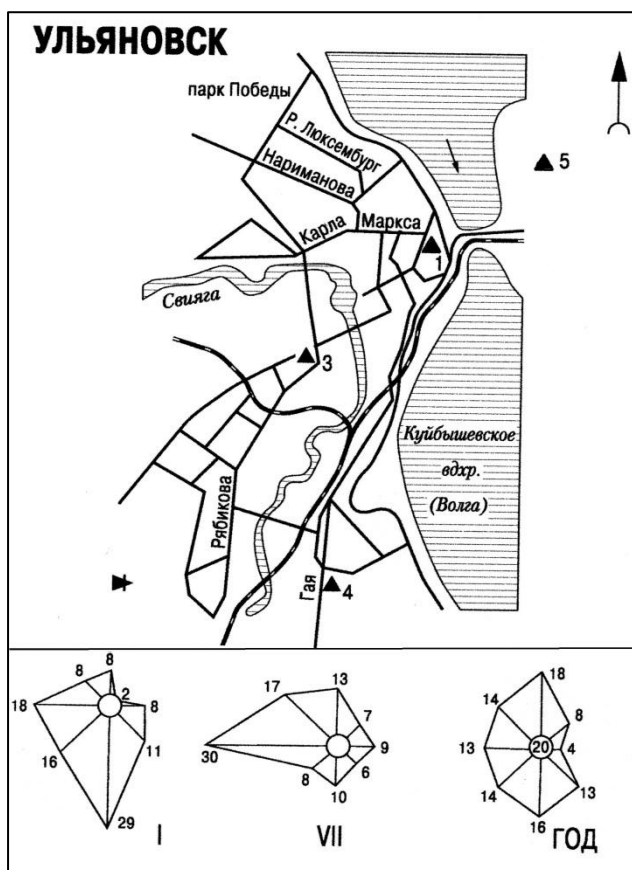 УЛЬЯНОВСК
парк Победы
Р. Люксембург
Нариманова
Карла Маркса
5
1
Свияга
3
Куйбышевское
вдхр.
(Волга)
Рябикова
Гая
4
8
8
2
18
8
16
11
29
I
13
17
7
30
9
8
6
10
VII
18
14
8
13
20
4
14
13
16
ГОД